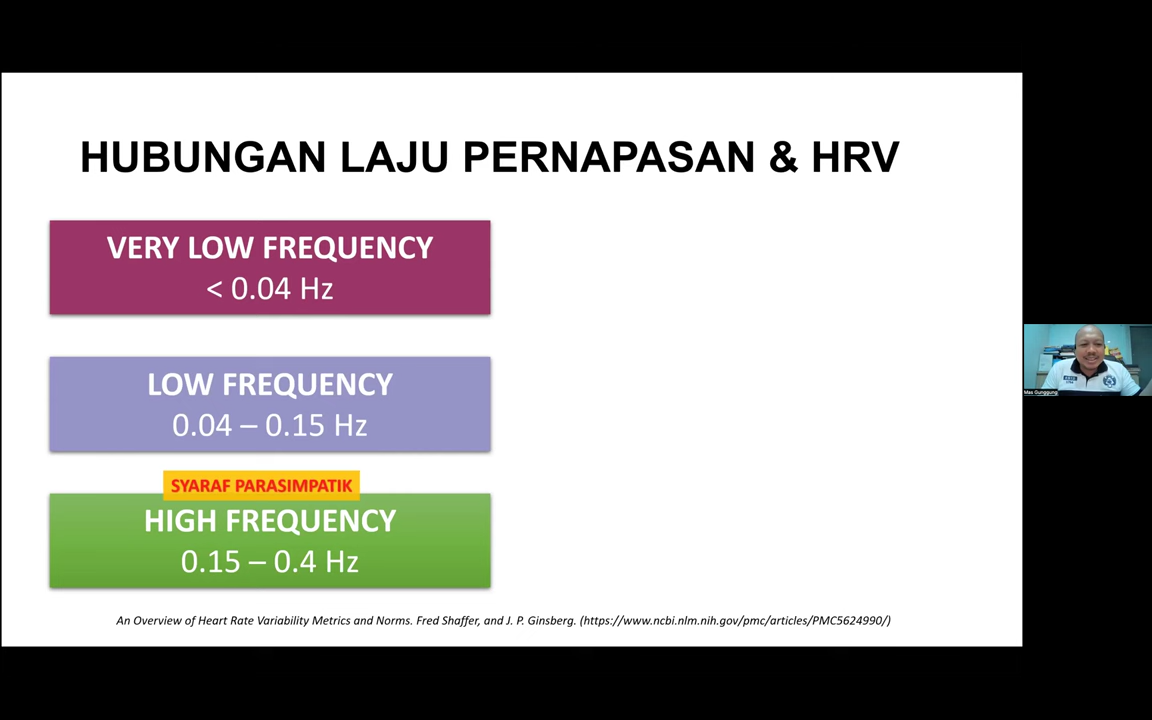 HUBUNGAN LAJU PERNAPASAN & HRV
VERY LOW FREQUENCY
< 0.04 Hz
LOW FREQUENCY
0.04 – 0.15 Hz
SYARAF PARASIMPATIK
HIGH FREQUENCY
0.15 – 0.4 Hz
An Overview of Heart Rate Variability Metrics and Norms. Fred Shaffer, and J. P. Ginsberg. (https://www.ncbi.nlm.nih.gov/pmc/articles/PMC5624990/)
Mas Gunggung